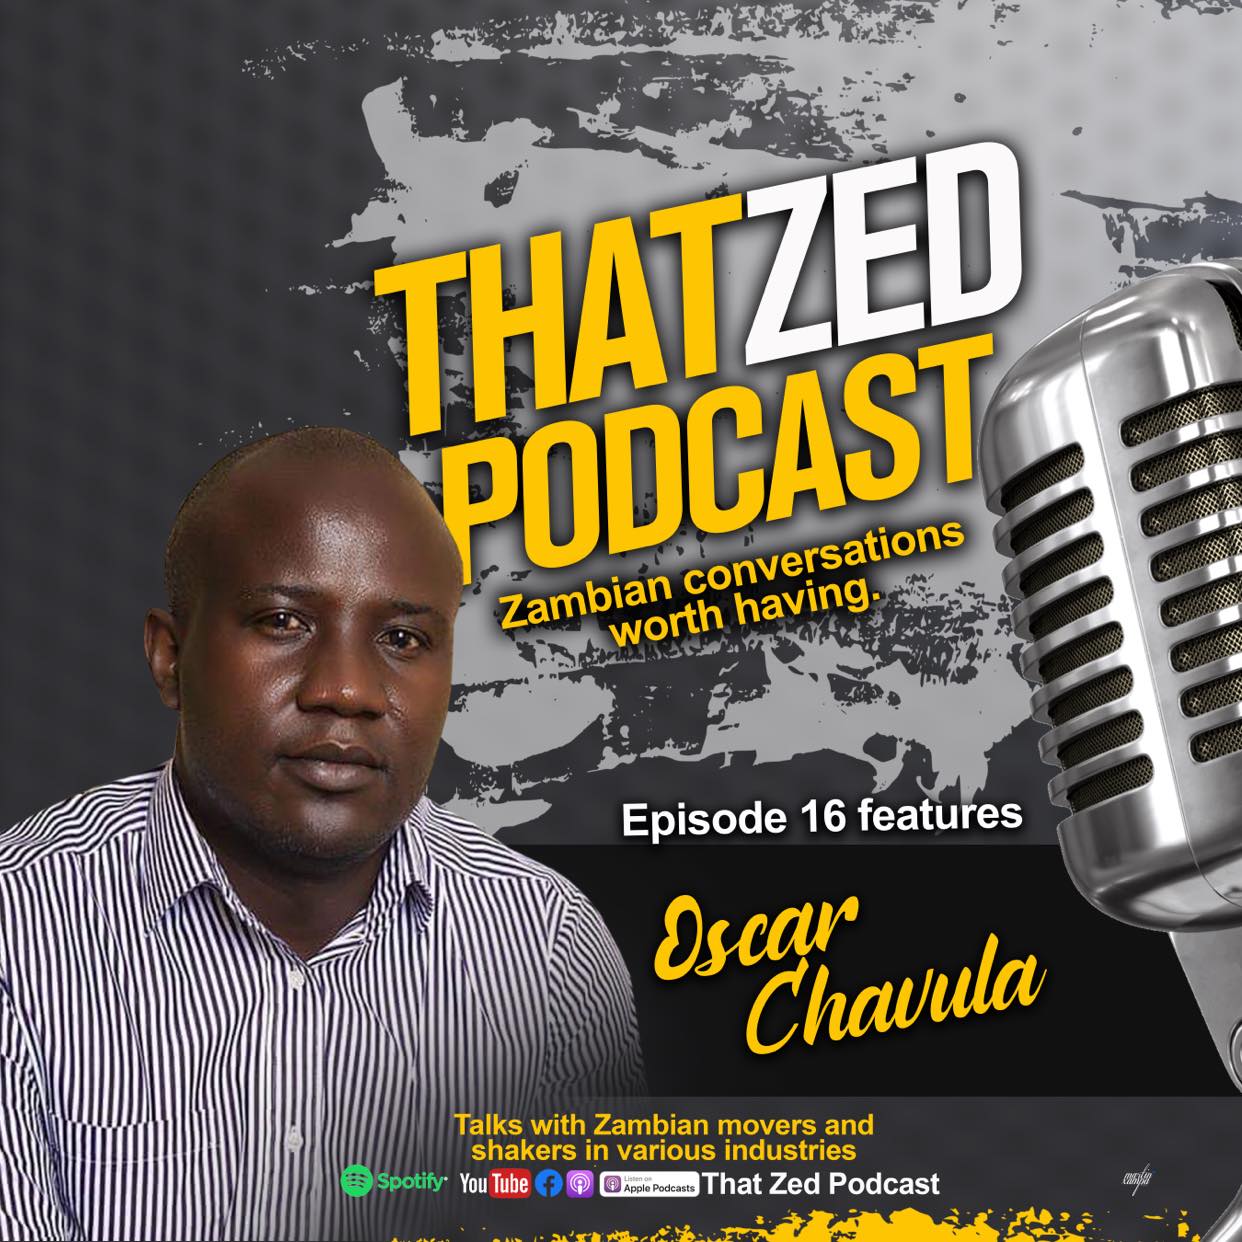 THATZED
PODCAST
Zambian conversations
worth having.
Episode 16 features
Oscar
Chavula
Talks with Zambian movers and
shakers in various industries
Spotify YouTube Listen on Apple Podcasts That Zed Podcast